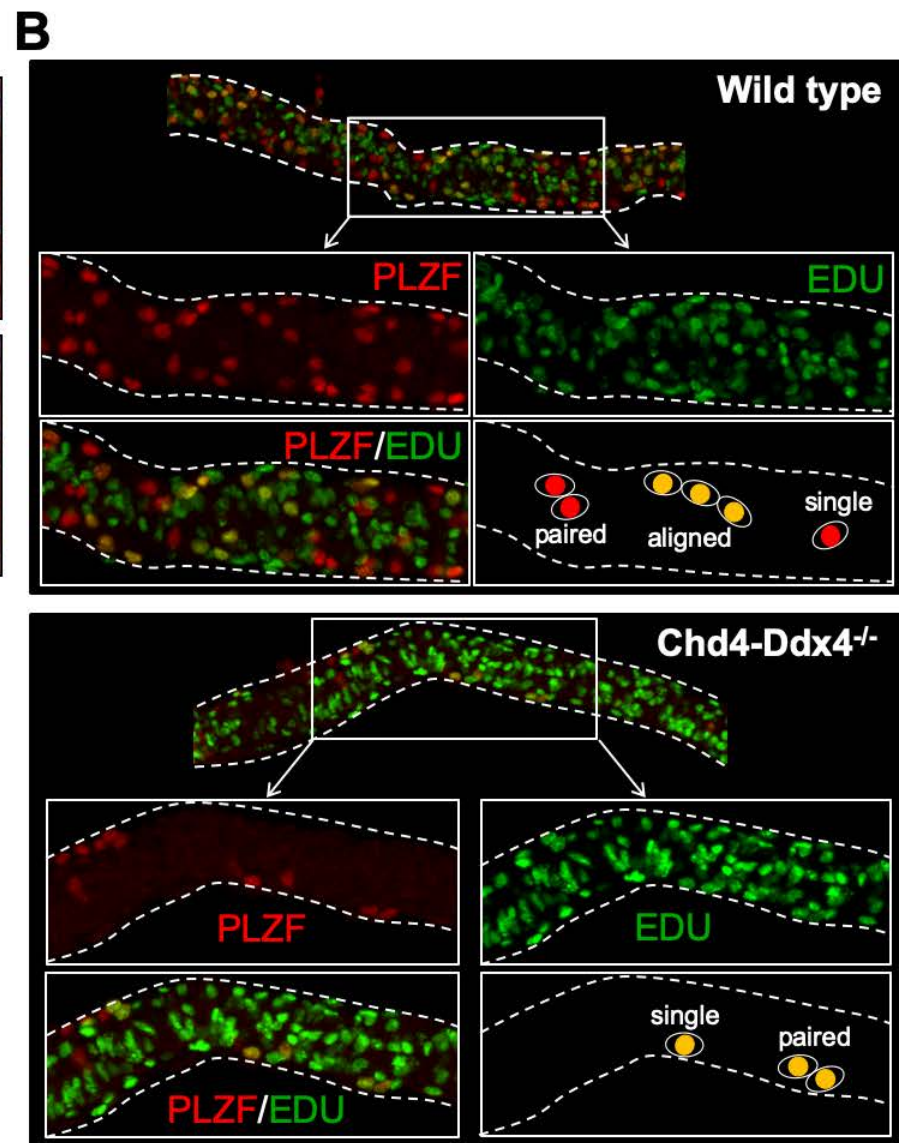 B
Wild type
PLZF
EDU
PLZF/EDU
paired
aligned
single
Chd4-Ddx4-/-
PLZF
EDU
PLZF/EDU
single
paired